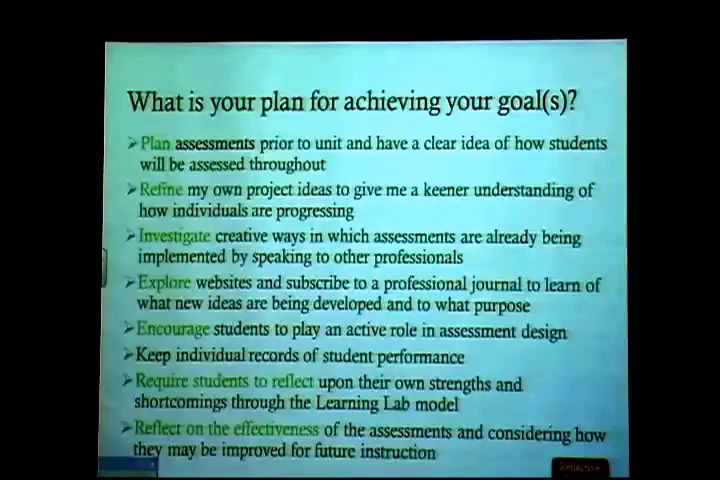 What is your plan for achieving your goal(s)?
➢Plan assessments prior to unit and have a clear idea of how students
will be assessed throughout
➢Refine my own project ideas to give me a keener understanding of
how individuals are progressing
➢Investigate creative ways in which assessments are already being
implemented by speaking to other professionals
➢Explore websites and subscribe to a professional journal to learn of
what new ideas are being developed and to what purpose
➢Encourage students to play an active role in assessment design
➢Keep individual records of student performance
➢Require students to reflect upon their own strengths and
shortcomings through the Learning Lab model
➢Reflect on the effectiveness of the assessments and considering how
they may be improved for future instruction
Reflective